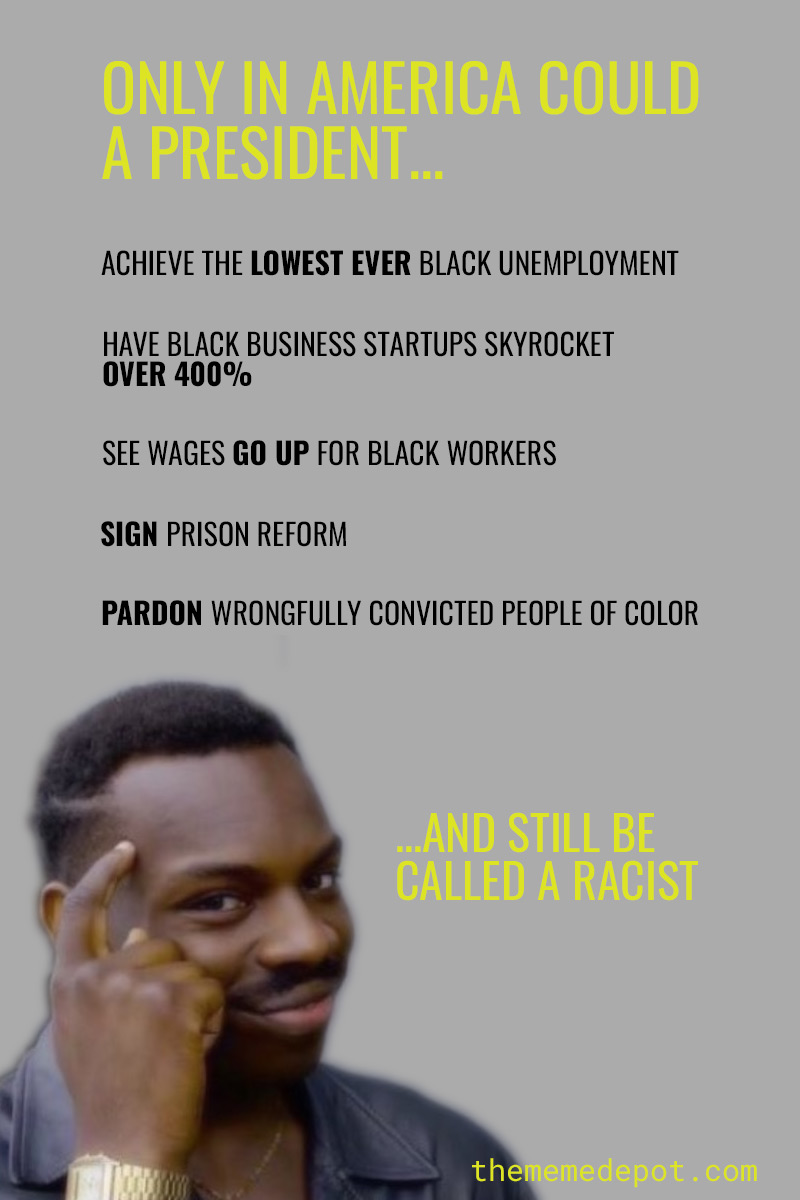 ONLY IN AMERICA COULD
A PRESIDENT...
ACHIEVE THE LOWEST EVER BLACK UNEMPLOYMENT
HAVE BLACK BUSINESS STARTUPS SKYROCKET
OVER 400%
SEE WAGES GO UP FOR BLACK WORKERS
SIGN PRISON REFORM
PARDON WRONGFULLY CONVICTED PEOPLE OF COLOR
...AND STILL BE
CALLED A RACIST
thememedepot.com